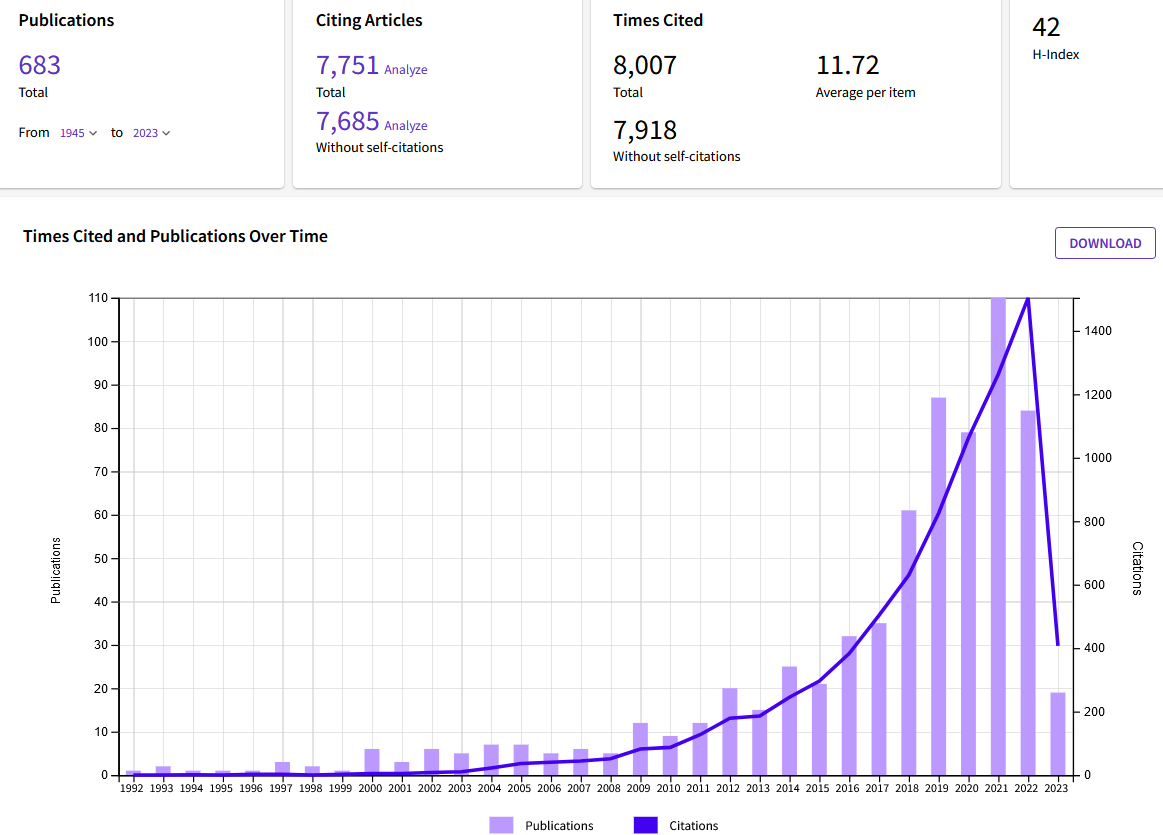 Publications
683
Total
From 1945 to 2023
Citing Articles
7,751 Analyze
Total
7,685 Analyze
Without self-citations
Times Cited
8,007
Total
7,918
Without self-citations
11.72
Average per item
42
H-Index
Times Cited and Publications Over Time
DOWNLOAD
110
100
90
80
70
60
50
40
30
20
10
0
Publications
1400
1200
1000
800
600
400
200
0
Citations
1992 1993 1994 1995 1996 1997 1998 1999 2000 2001 2002 2003 2004 2005 2006 2007 2008 2009 2010 2011 2012 2013 2014 2015 2016 2017 2018 2019 2020 2021 2022 2023
Publications Citations